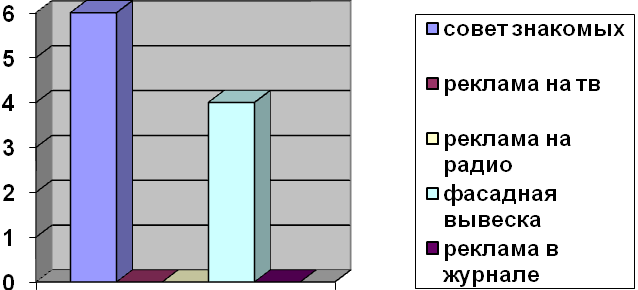 6
5
4
3
2
1
0
совет знакомых
реклама на тв
реклама на
радио
фасадная
вывеска
реклама в
журнале